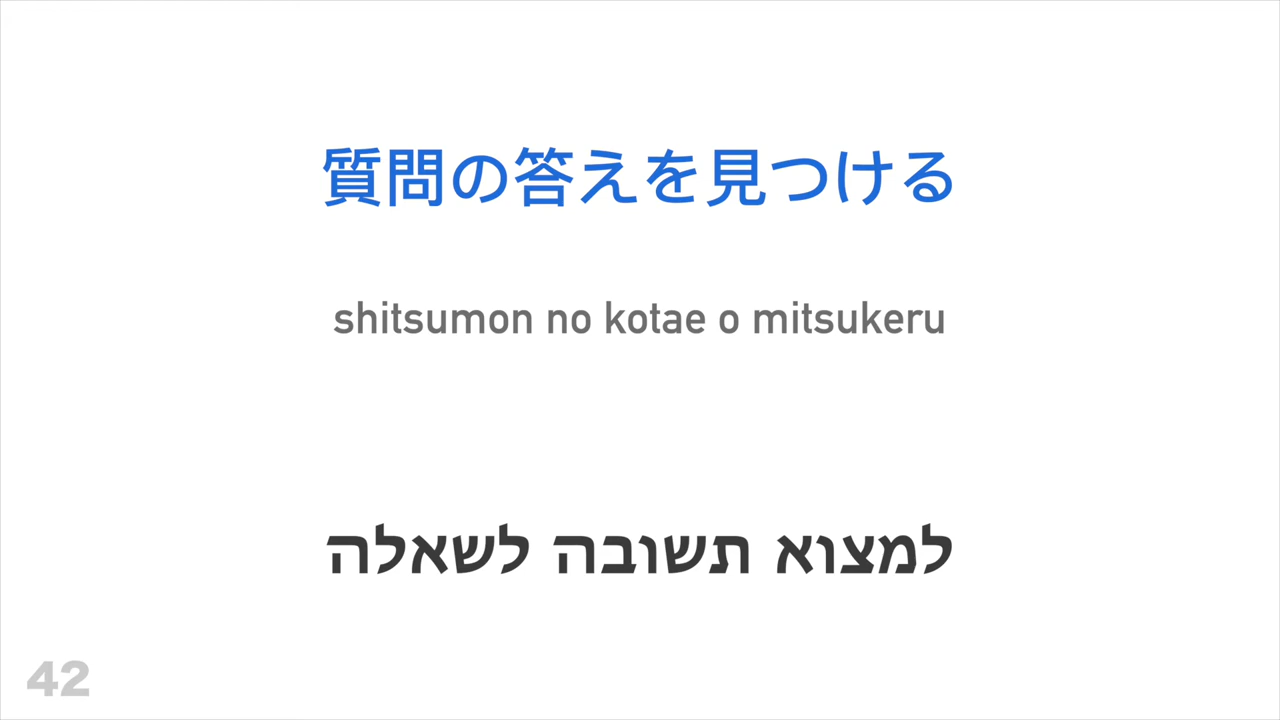 質問の答えを見つける
shitsumon no kotae o mitsukeru
למצוא תשובה לשאלה
42